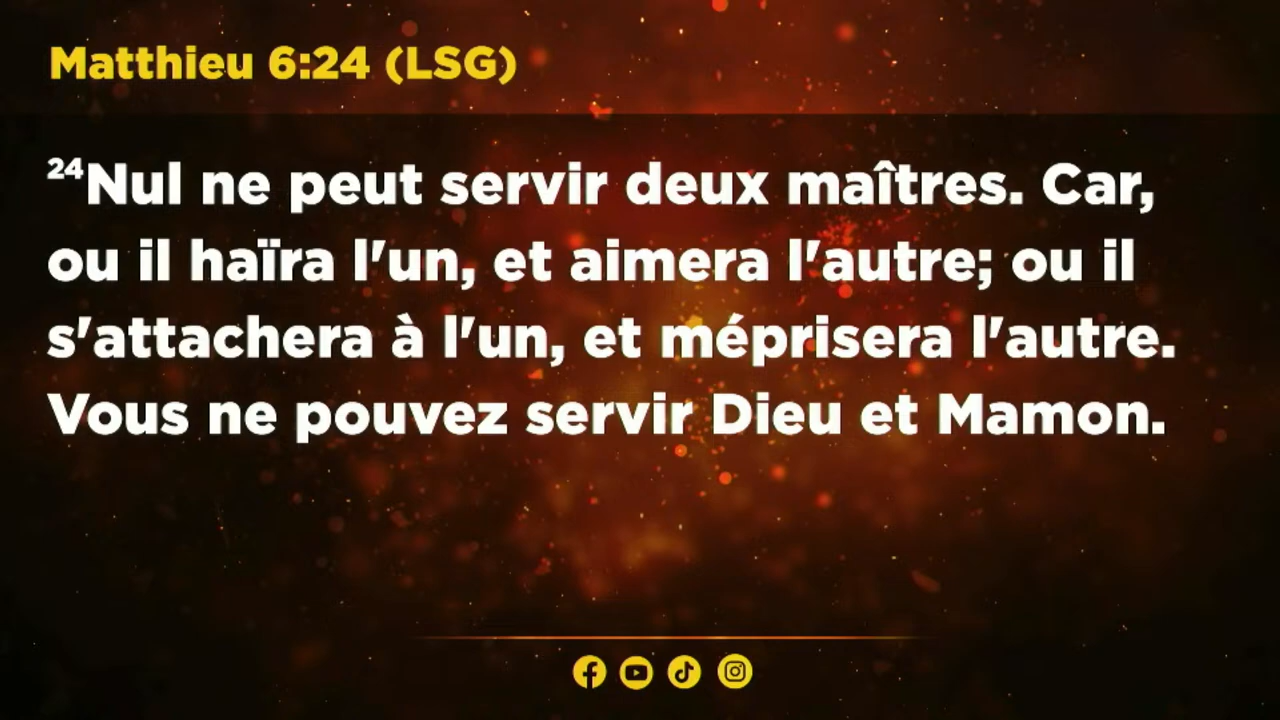 Matthieu 6:24 (LSG)
24Nul ne peut servir deux maîtres. Car,
ou il haïra l'un, et aimera l'autre; ou il
s'attachera à l'un, et méprisera l'autre.
Vous ne pouvez servir Dieu et Mamon.